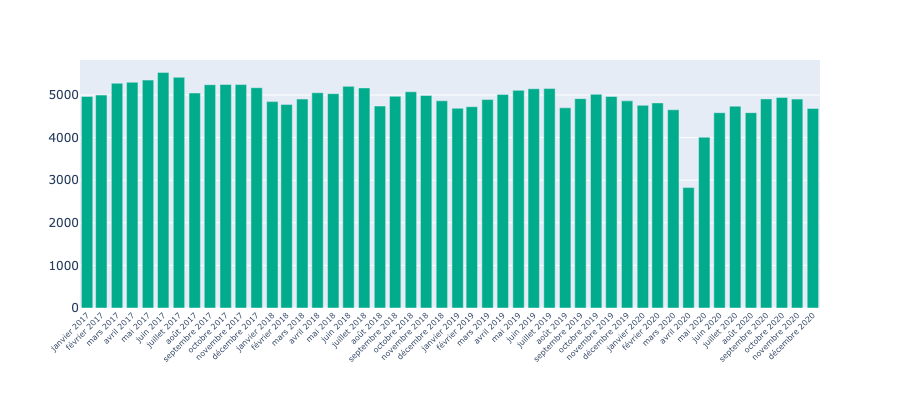 5000
4000
3000
2000
1000
0
janvier 2017
février 2017
mars 2017
avril 2017
mai 2017
juin 2017
juillet 2017
août 2017
septembre 2017
octobre 2017
novembre 2017
décembre 2017
janvier 2018
février 2018
mars 2018
avril 2018
mai 2018
juin 2018
juillet 2018
août 2018
septembre 2018
octobre 2018
novembre 2018
décembre 2018
janvier 2019
février 2019
mars 2019
avril 2019
mai 2019
juin 2019
juillet 2019
août 2019
septembre 2019
octobre 2019
novembre 2019
décembre 2019
janvier 2020
février 2020
mars 2020
avril 2020
mai 2020
juin 2020
juillet 2020
août 2020
septembre 2020
octobre 2020
novembre 2020
décembre 2020